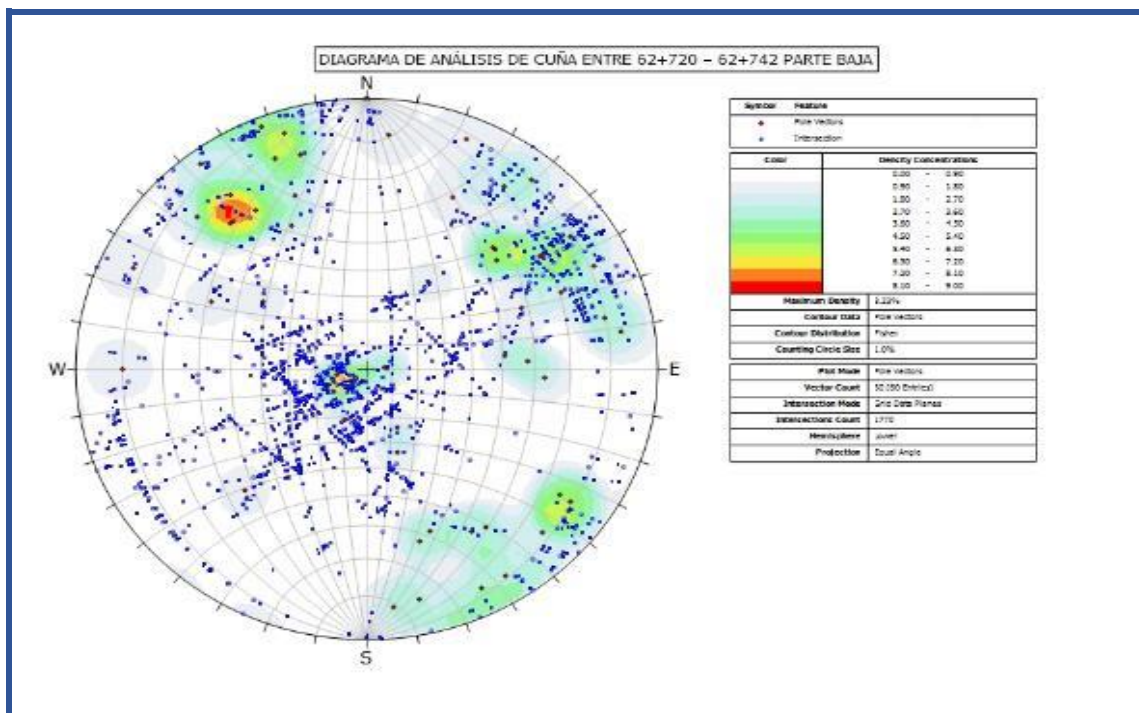 DIAGRAMA DE ANÁLISIS DE CUÑA ENTRE 62+720 – 62+742 PARTE BAJA
N
W
E
S
Symbol Feature
Pole Vectors
Intersection
Color Density Concentrations
0.00 - 0.90
0.90 - 1.80
1.80 - 2.70
2.70 - 3.60
3.60 - 4.50
4.50 - 5.40
5.40 - 6.30
6.30 - 7.20
7.20 - 8.10
8.10 - 9.00
Maximum Density
Contour Data Pole Vectors
Contour Distribution Fisher
Counting Circle Size 1.0%
Plot Mode Pole Vectors
Vector Count Entries)
Intersection Mode Grid Data Planes
Intersections Count 1770
Hemisphere Lower
Projection Equal Angle